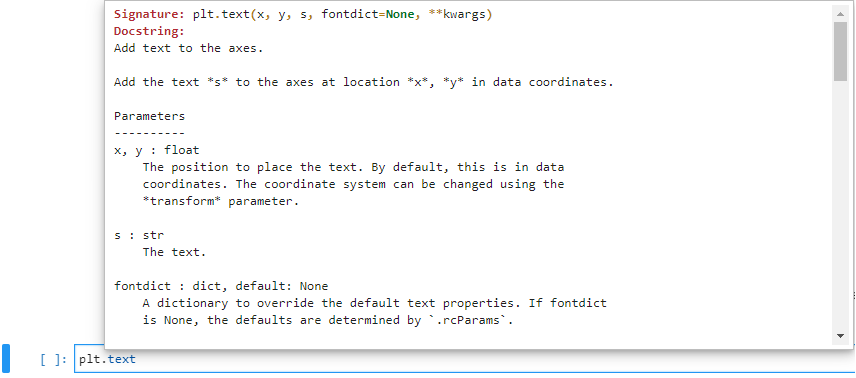 Signature: plt.text(x, y, s, fontdict=None, **kwargs)
Docstring:
Add text to the axes.
Add the text *s* to the axes at location *x*, *y* in data coordinates.
Parameters
----------
x, y : float
The position to place the text. By default, this is in data
coordinates. The coordinate system can be changed using the
*transform* parameter.
s : str
The text.
fontdict : dict, default: None
A dictionary to override the default text properties. If fontdict
is None, the defaults are determined by `.rcParams`.
[ ]: plt.text